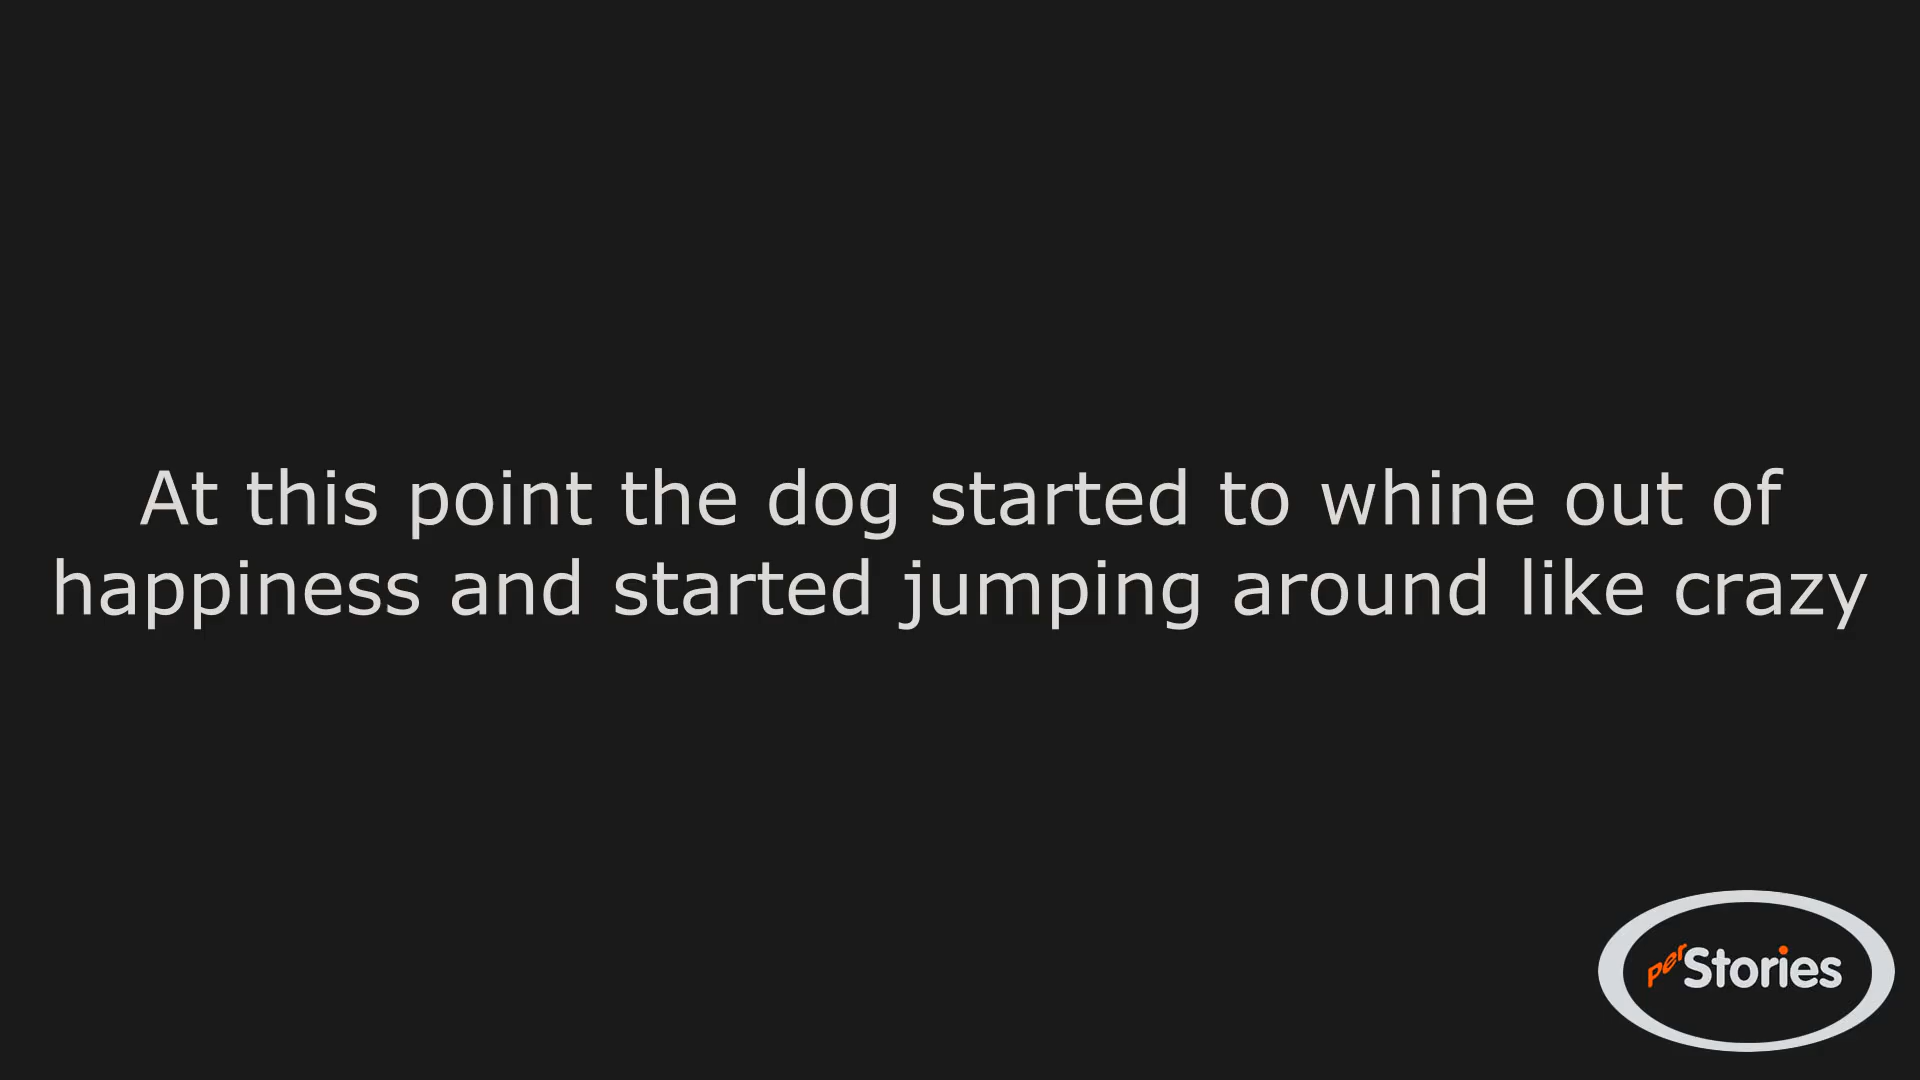 At this point the dog started to whine out of
happiness and started jumping around like crazy
perStories